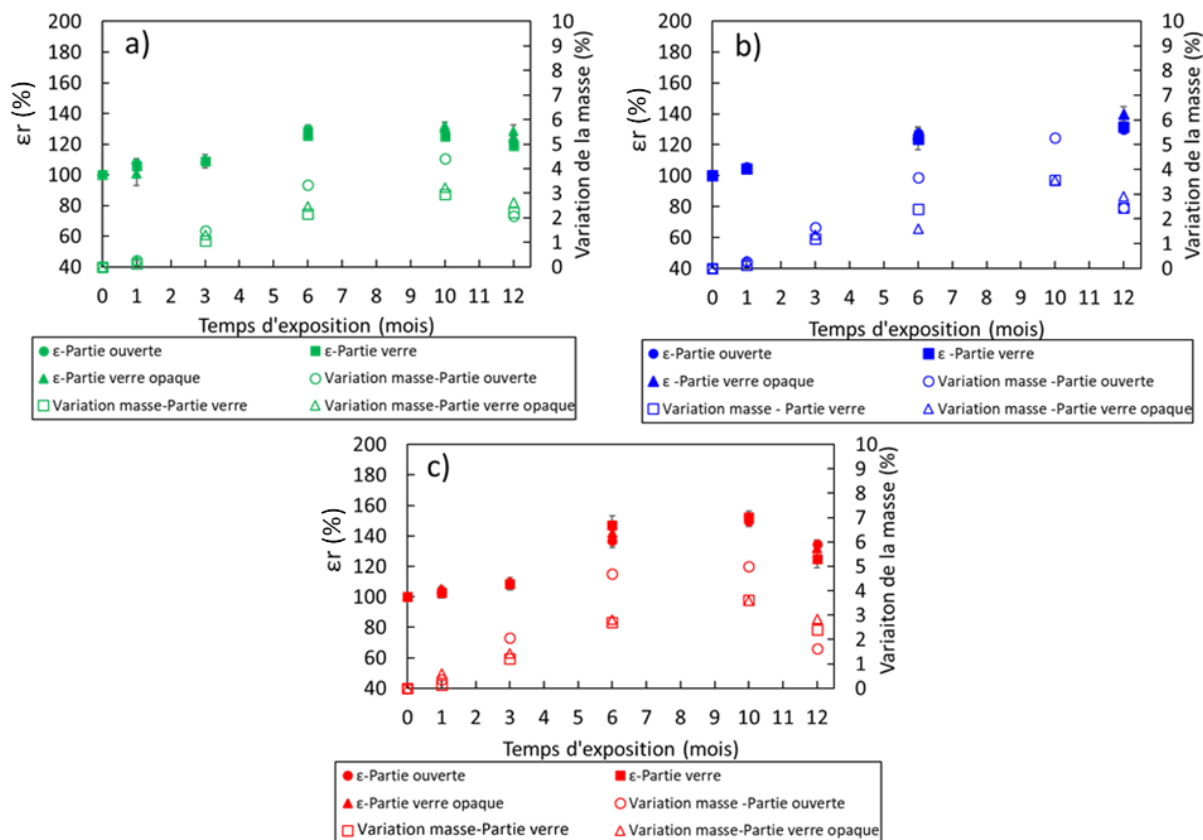 a)
εr (%)
200
180
160
140
120
100
80
60
40
10
9
8
7
6
5
4
3
2
1
0
Variation de la masse (%)
0 1 2 3 4 5 6 7 8 9 10 11 12
Temps d'exposition (mois)
ε-Partie ouverte
ε-Partie verre
ε-Partie verre opaque
Variation masse-Partie ouverte
Variation masse-Partie verre
Variation masse-Partie verre opaque
b)
εr (%)
200
180
160
140
120
100
80
60
40
10
9
8
7
6
5
4
3
2
1
0
Variation de la masse (%)
0 1 2 3 4 5 6 7 8 9 10 11 12
Temps d'exposition (mois)
ε-Partie ouverte
ε -Partie verre
ε -Partie verre opaque
Variation masse -Partie ouverte
Variation masse - Partie verre
Variation masse -Partie verre opaque
c)
εr (%)
200
180
160
140
120
100
80
60
40
10
9
8
7
6
5
4
3
2
1
0
Variaiton de la masse (%)
0 1 2 3 4 5 6 7 8 9 10 11 12
Temps d'exposition (mois)
ε-Partie ouverte
ε-Partie verre
ε-Partie verre opaque
Variation masse -Partie ouverte
Variation masse-Partie verre
Variation masse-Partie verre opaque